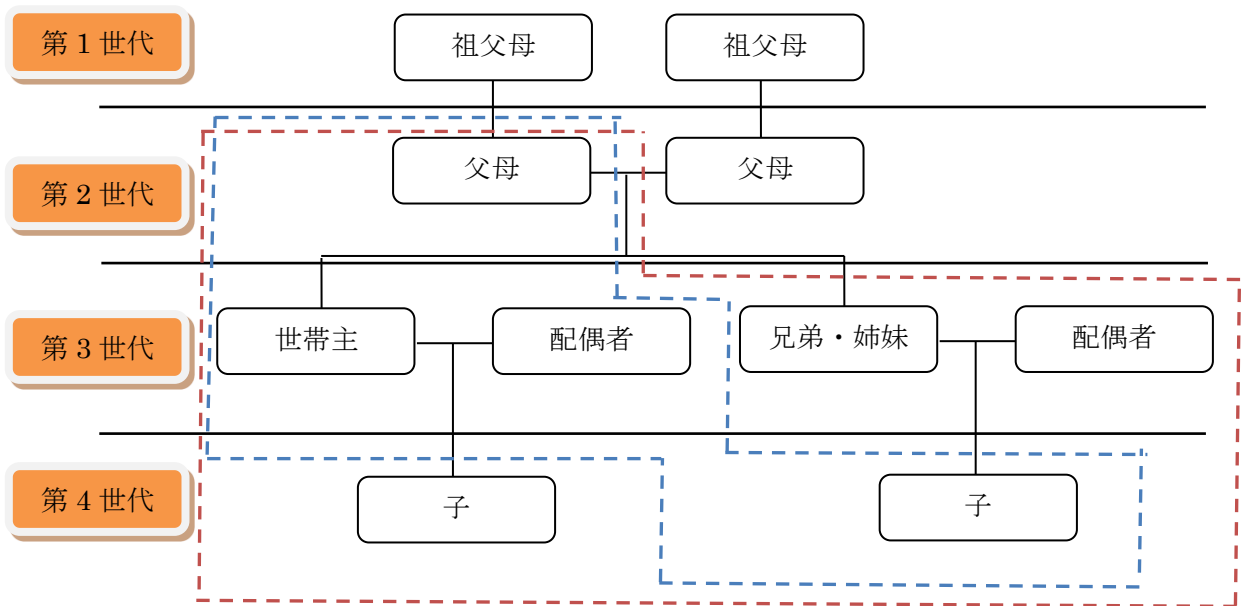 第 1 世代
祖父母
祖父母
第 2 世代
父母
父母
第 3 世代
世帯主
配偶者
兄弟・姉妹
配偶者
第 4 世代
子
子